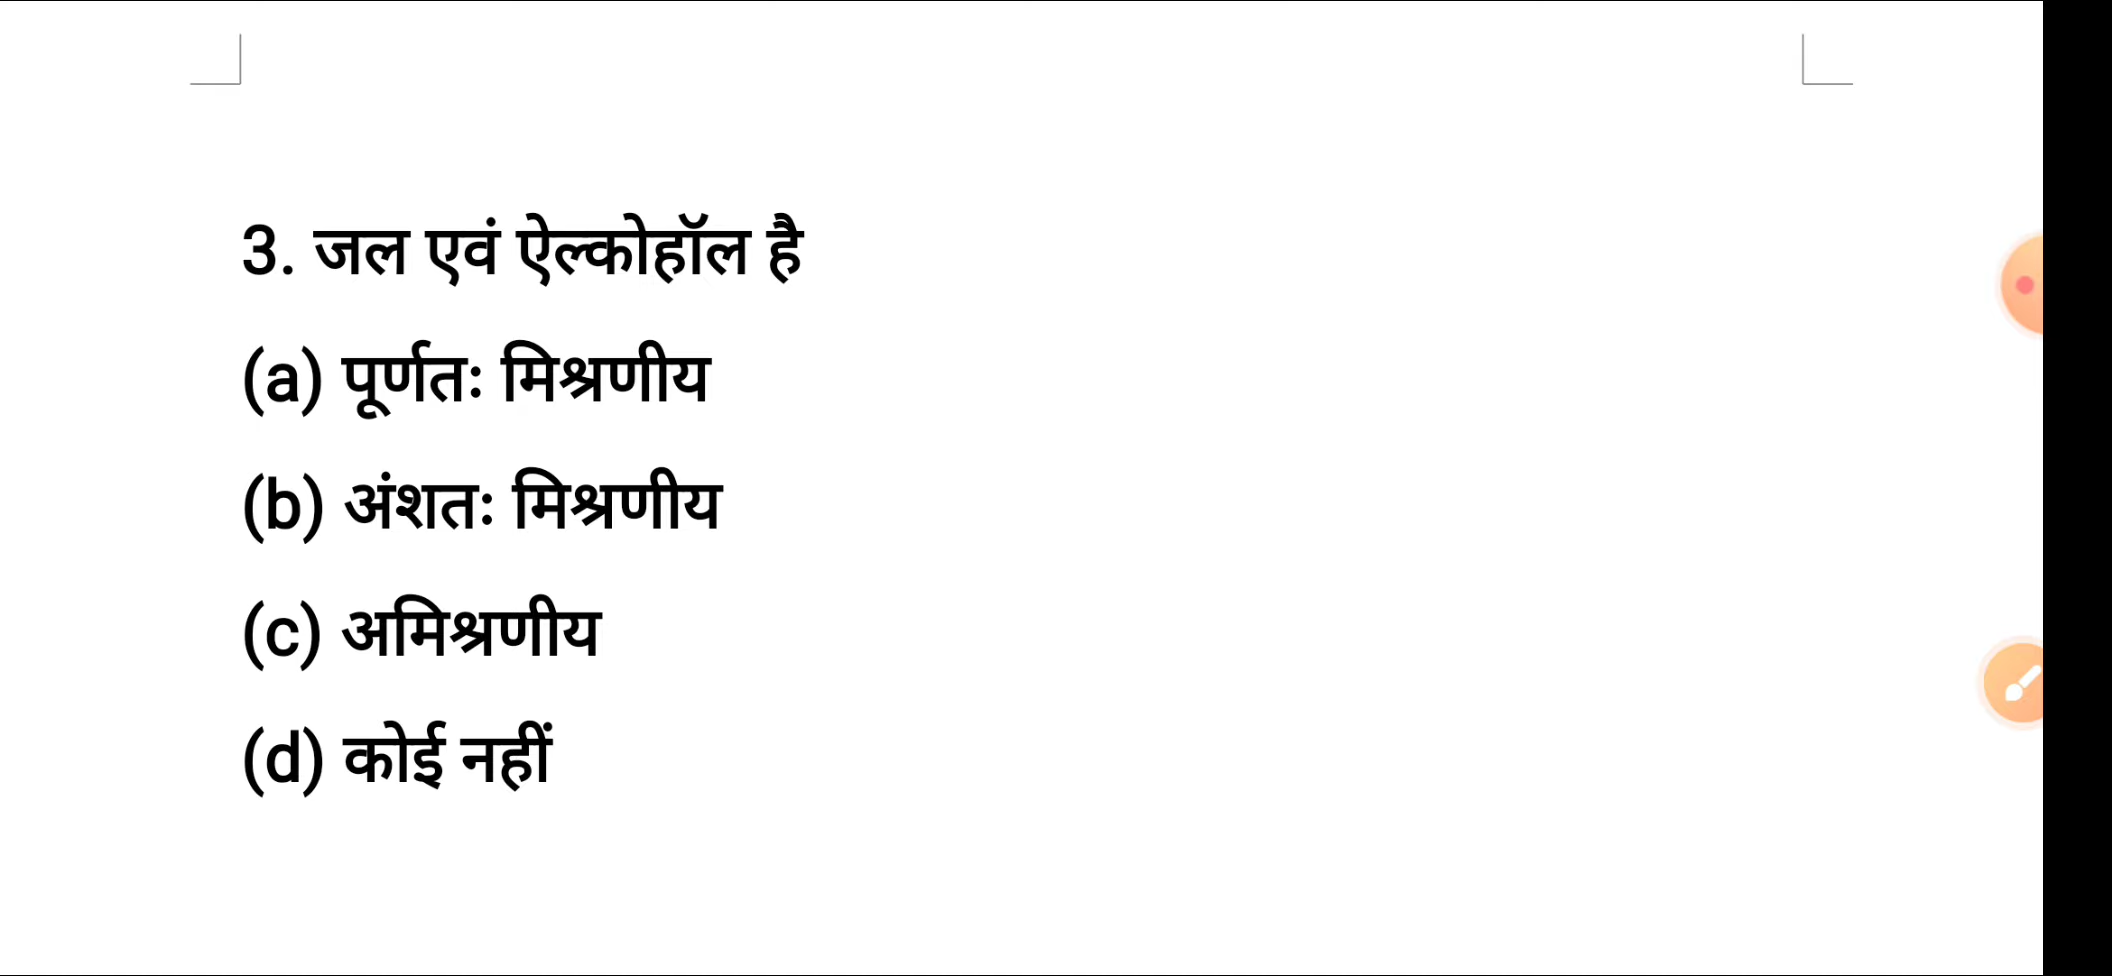 3. जल एवं ऐल्कोहॉल है
(a) पूर्णतः मिश्रणीय
(b) अंशतः मिश्रणीय
(c) अमिश्रणीय
(d) कोई नहीं